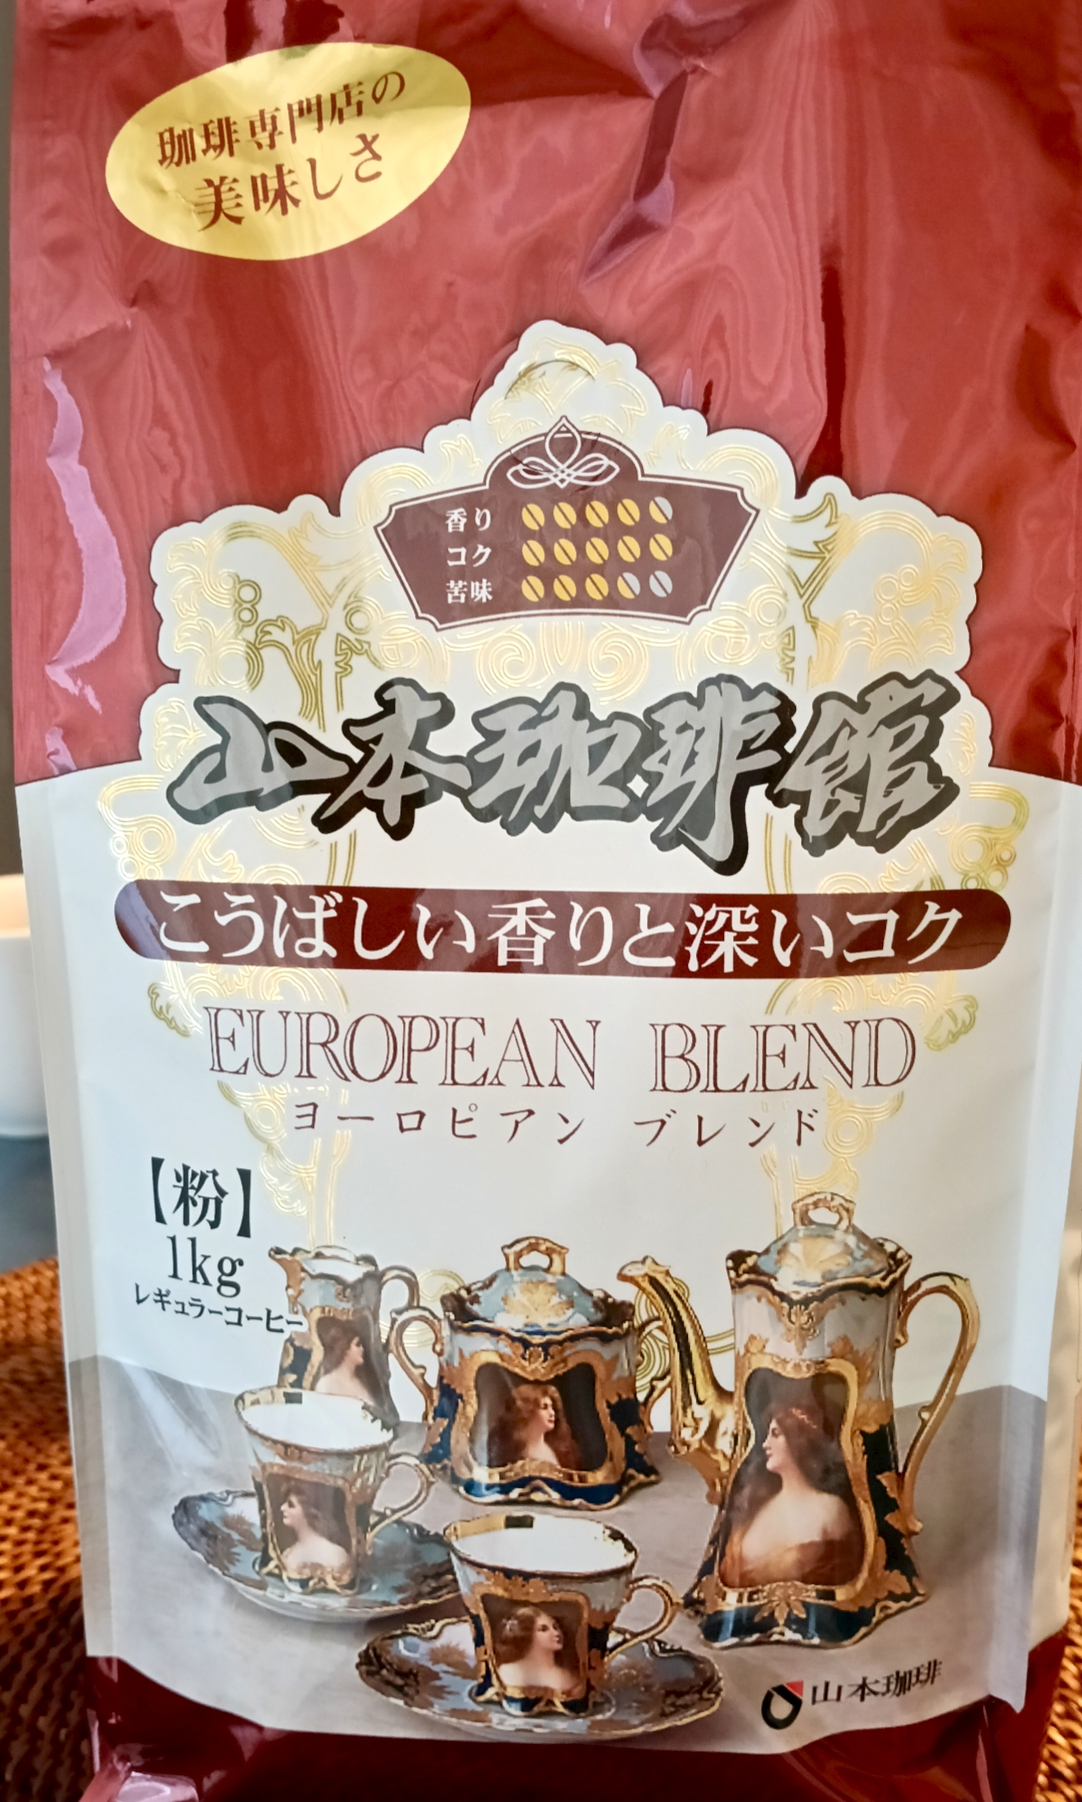 珈琲専門店の
美味しさ
香り
コク
苦味
山本珈琲館
こうばしい香りと深いコク
EUROPEAN BLEND
ヨーロピアン ブレンド
【粉】
1kg
レギュラーコーヒー
山本珈琲